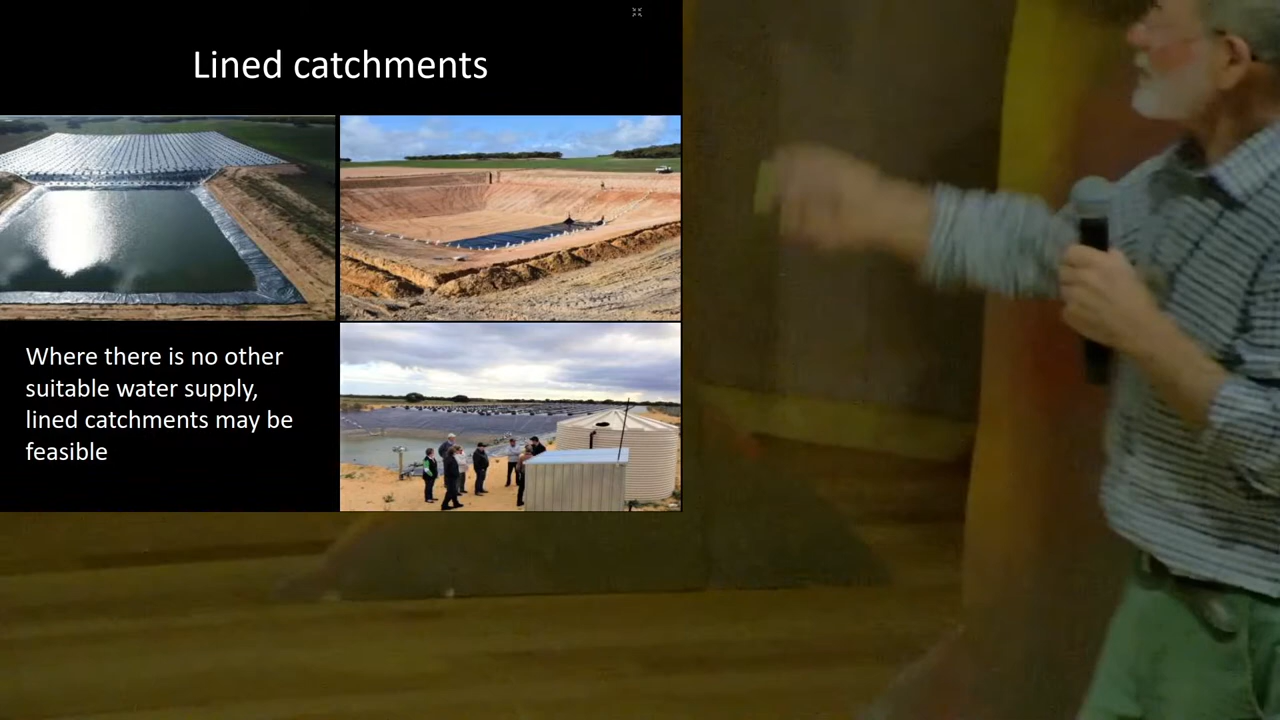 Lined catchments
Where there is no other
suitable water supply,
lined catchments may be
feasible